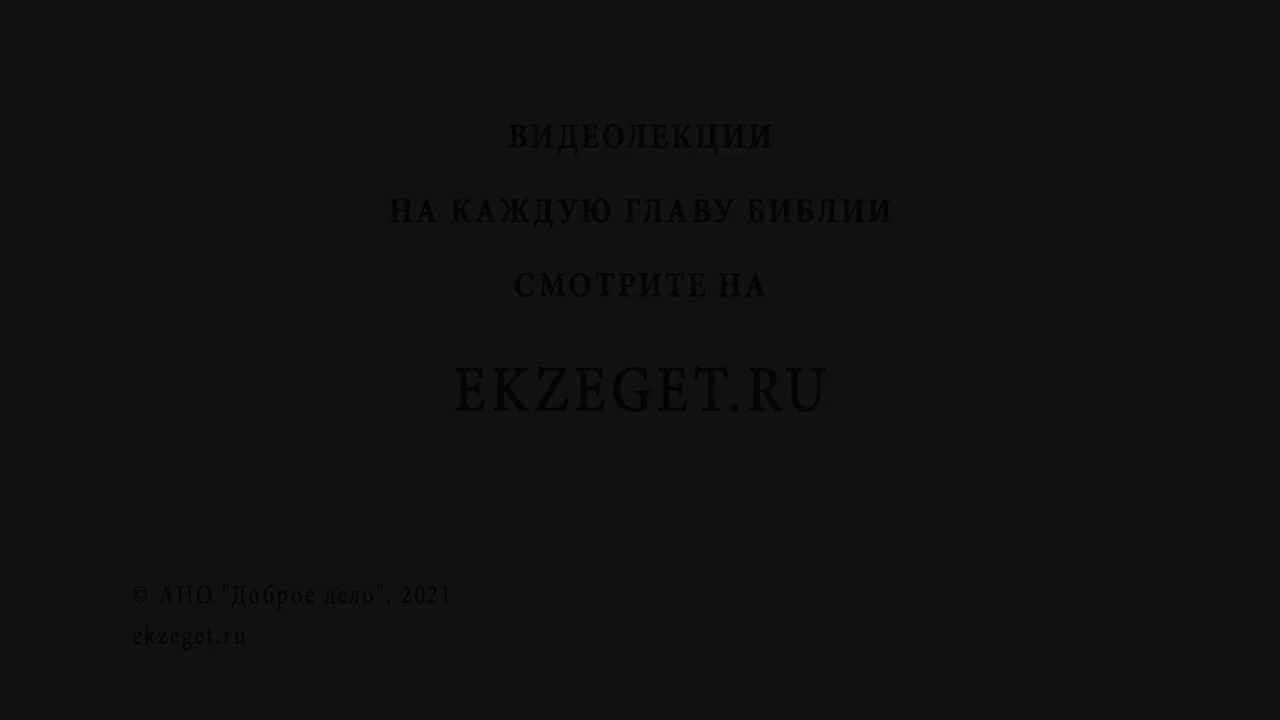 ВИДЕОЛЕКЦИИ
НА КАЖДУЮ ГЛАВУ БИБЛИИ
СМОТРИТЕ НА
EKZEGET.RU
© АНО "Доброе дело", 2021
ekzeget.ru